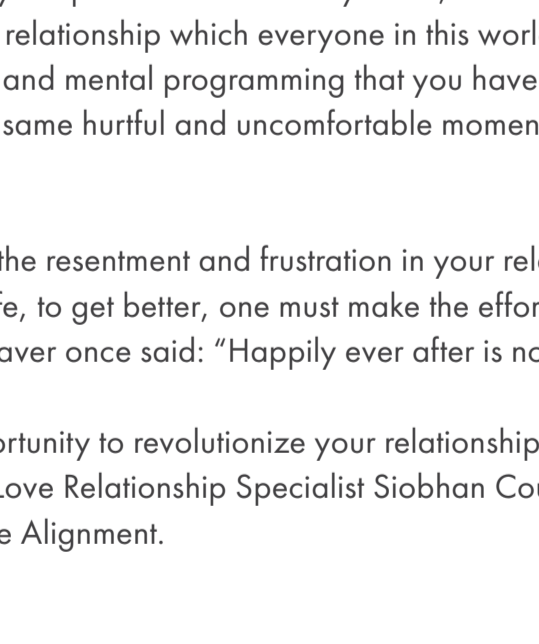 relationship which everyone in this worl
and mental programming that you have
same hurtful and uncomfortable momen
the resentment and frustration in your rel
fe, to get better, one must make the effor
aver once said: “Happily ever after is no
ortunity to revolutionize your relationship
Love Relationship Specialist Siobhan Cou
e Alignment.